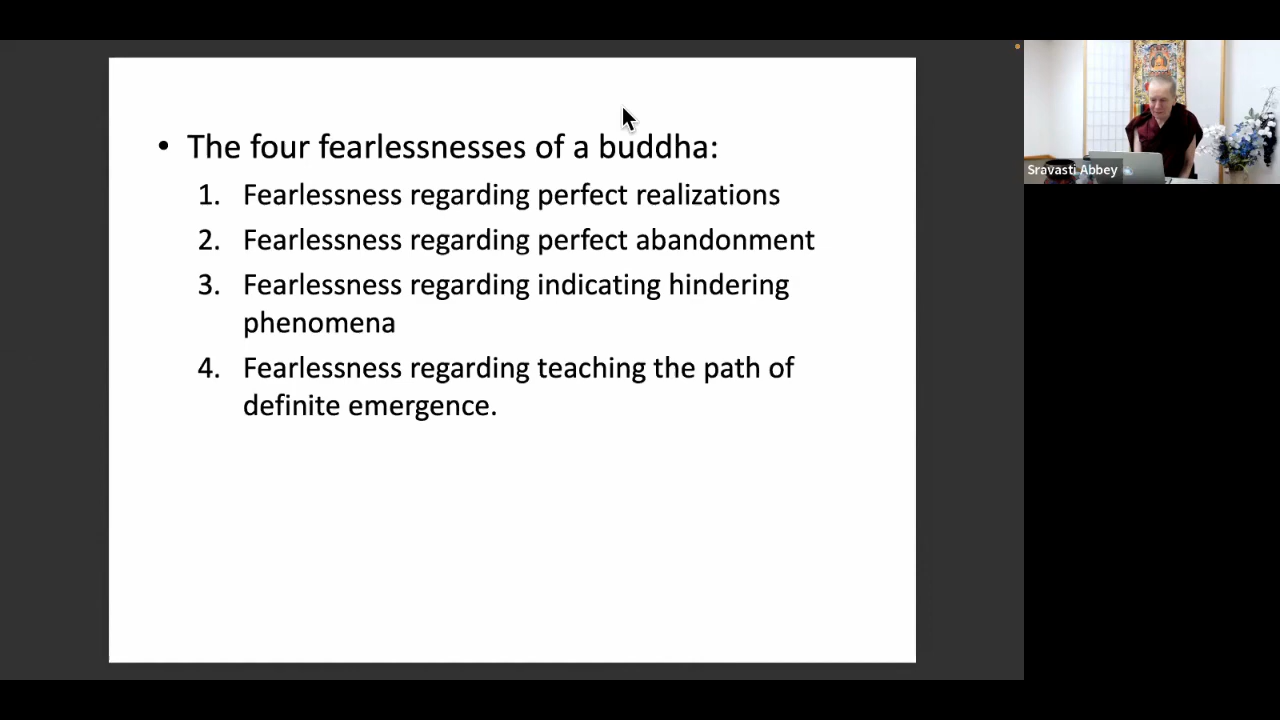 • The four fearlessnesses of a buddha:
1. Fearlessness regarding perfect realizations
2. Fearlessness regarding perfect abandonment
3. Fearlessness regarding indicating hindering
phenomena
4. Fearlessness regarding teaching the path of
definite emergence.
Sravasti Abbey